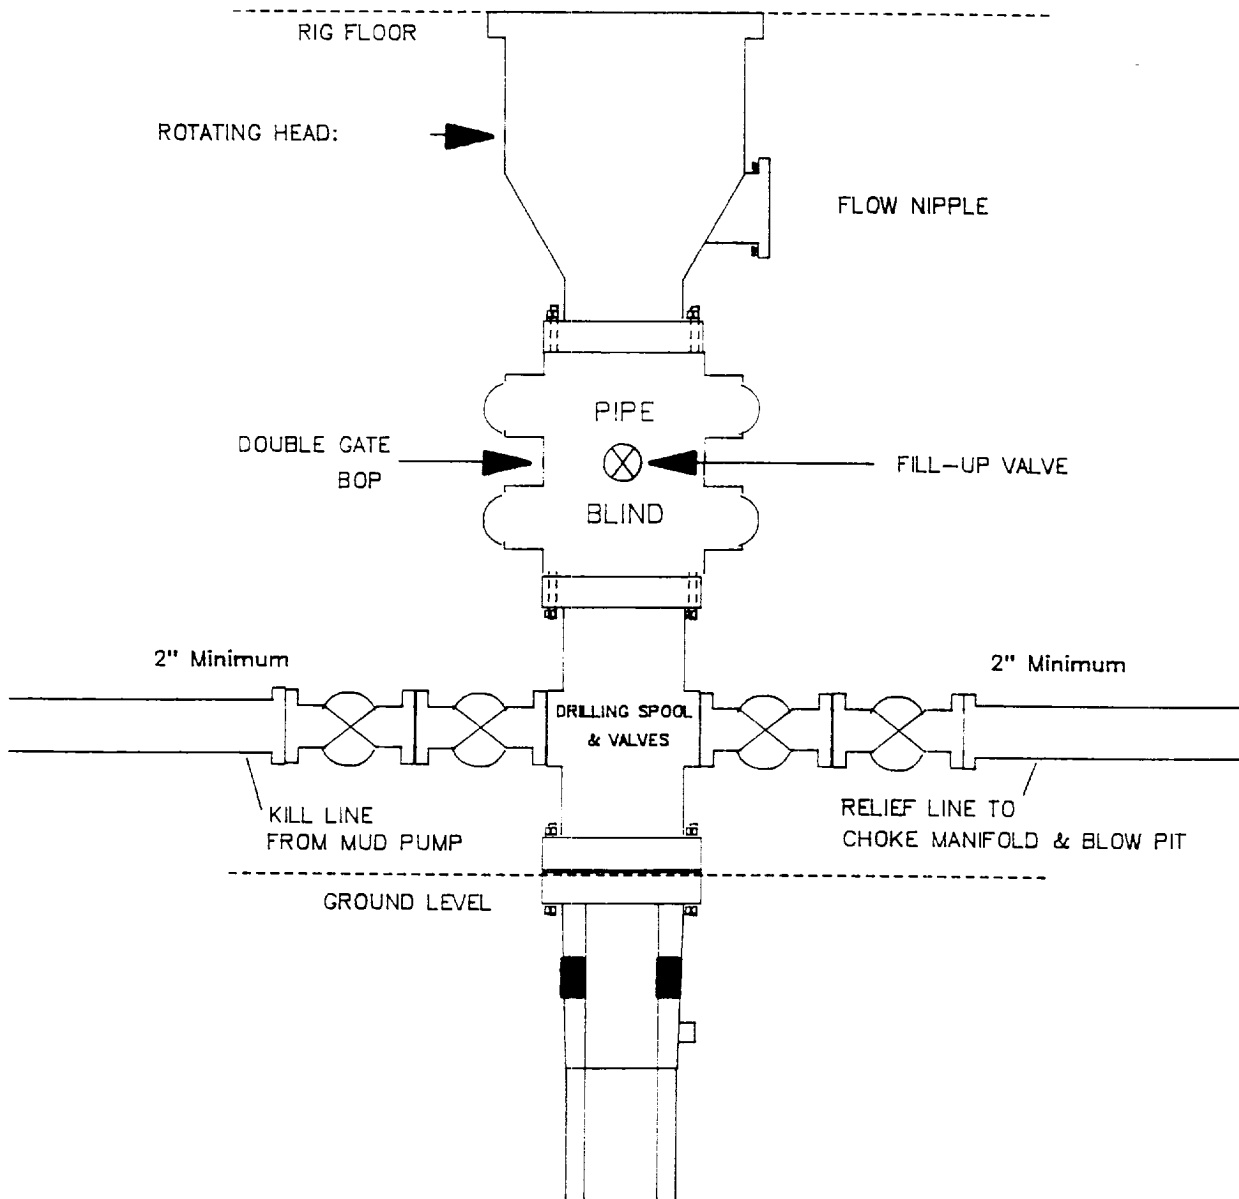 RIG FLOOR
ROTATING HEAD:
FLOW NIPPLE
PIPE
DOUBLE GATE
BOP
FILL-UP VALVE
BLIND
2" Minimum
2" Minimum
DRILLING SPOOL
& VALVES
KILL LINE
FROM MUD PUMP
RELIEF LINE TO
CHOKE MANIFOLD & BLOW PIT
GROUND LEVEL